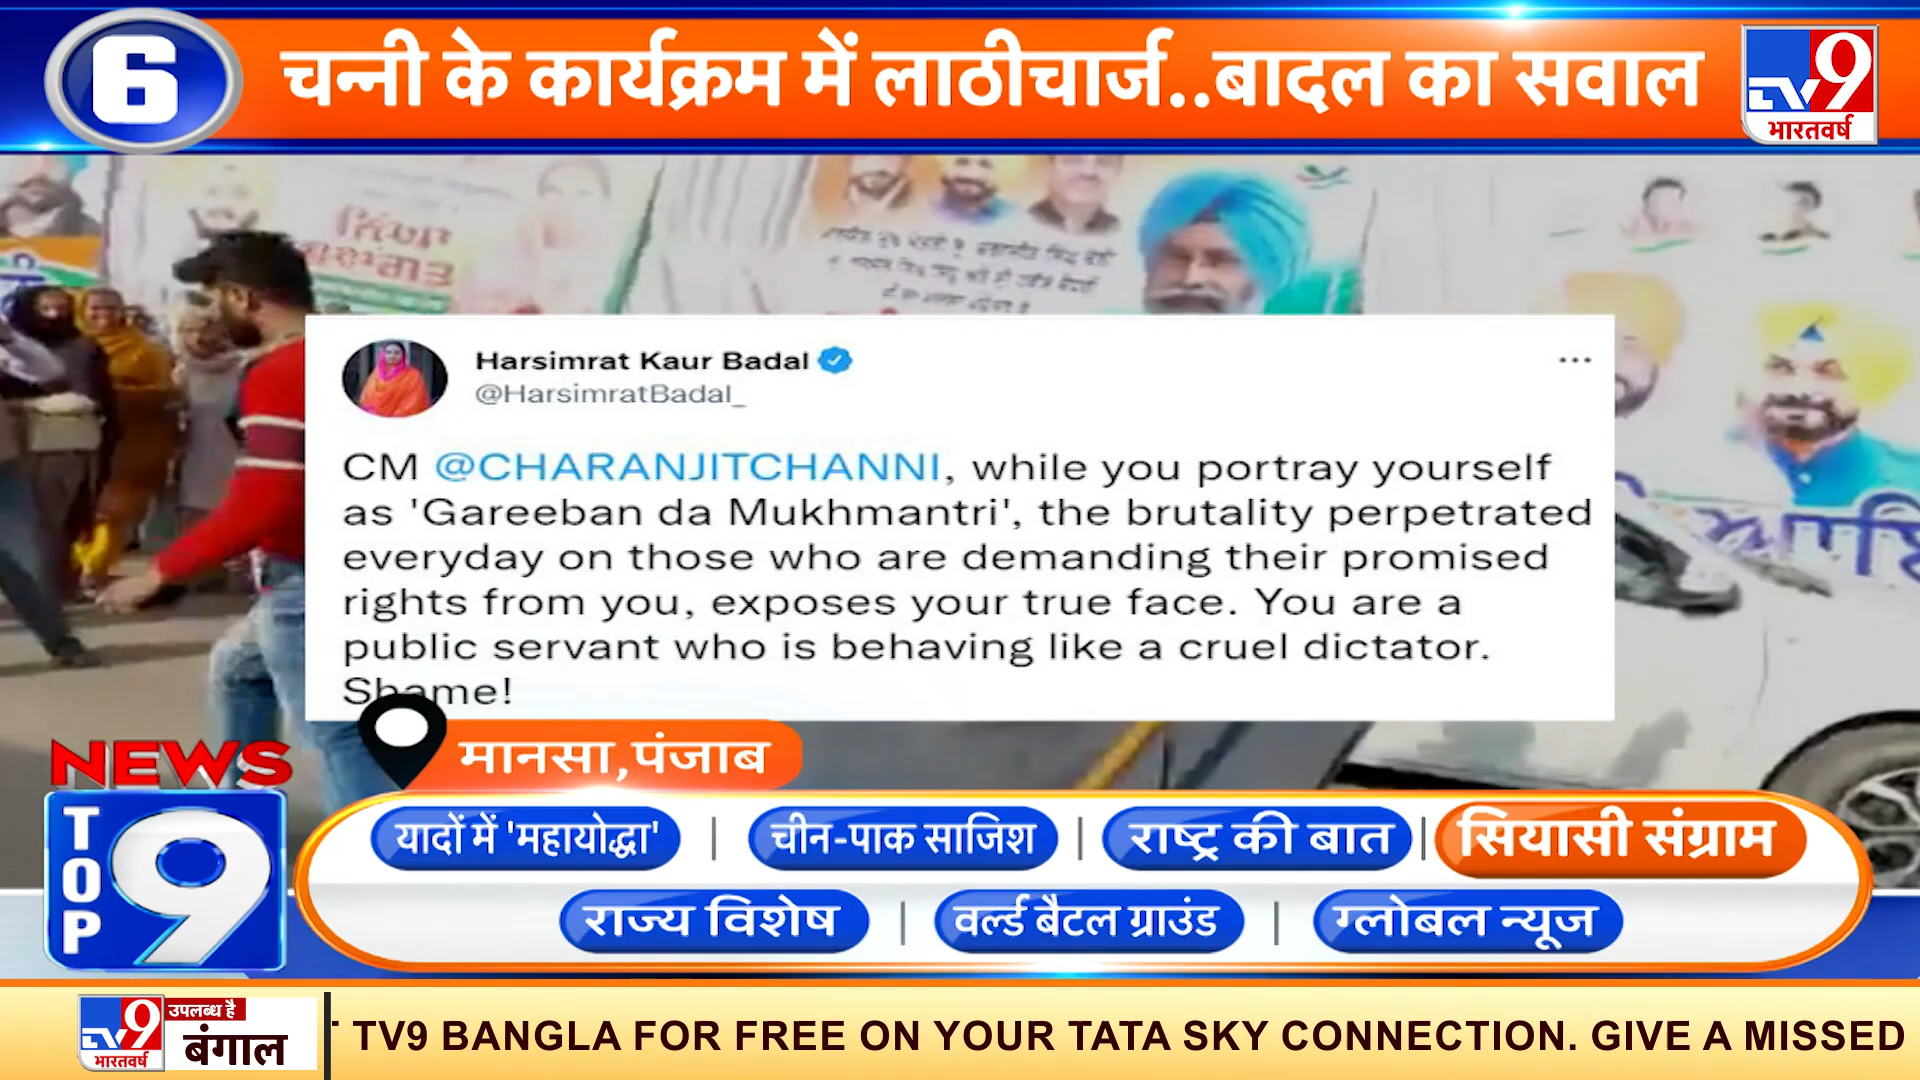 6
चन्नी के कार्यक्रम में लाठीचार्ज..बादल का सवाल
TV9
भारतवर्ष
Harsimrat Kaur Badal
@HarsimratBadal_
CM @CHARANJITCHANNI, while you portray yourself
as 'Gareeban da Mukhmantri', the brutality perpetrated
everyday on those who are demanding their promised
rights from you, exposes your true face. You are a
public servant who is behaving like a cruel dictator.
Shame!
मानसा,पंजाब
NEWS
TOP
9
यादों में 'महायोद्धा' | चीन-पाक साजिश | राष्ट्र की बात | सियासी संग्राम
राज्य विशेष | वर्ल्ड बैटल ग्राउंड | ग्लोबल न्यूज
TV9
भारतवर्ष
उपलब्ध है
बंगाल
TV9 BANGLA FOR FREE ON YOUR TATA SKY CONNECTION. GIVE A MISSED